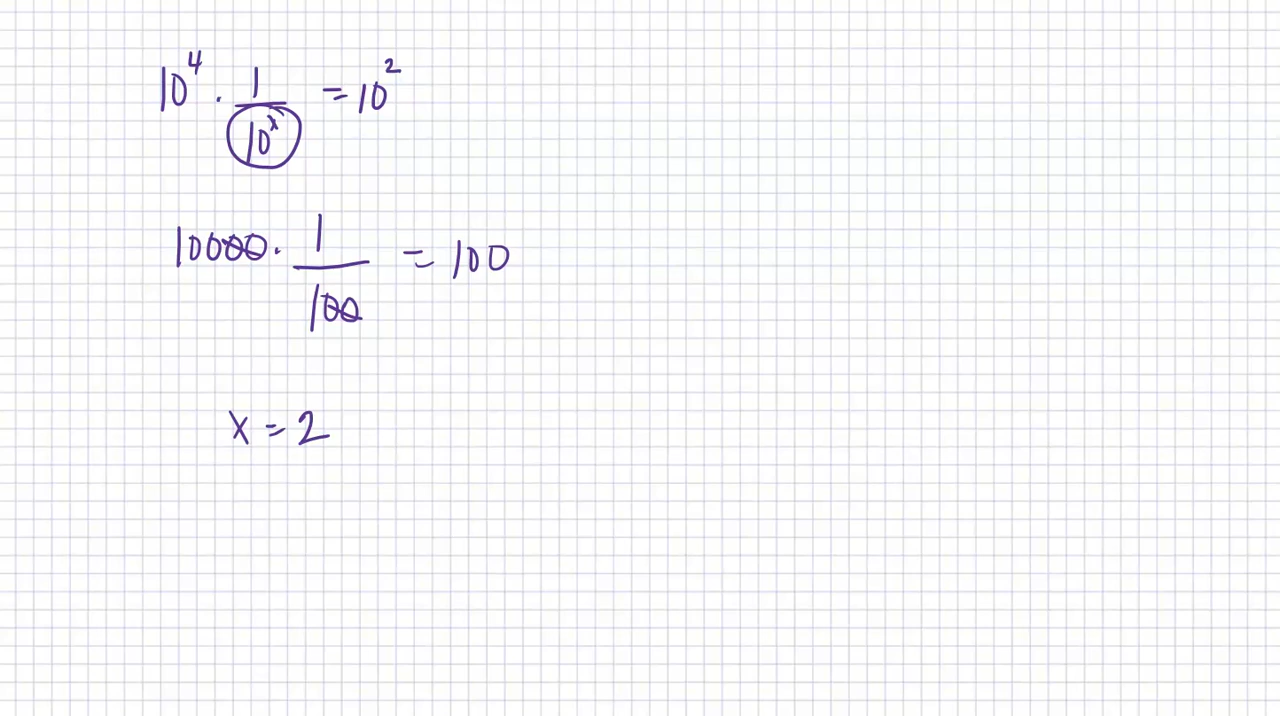 10⁴ · 1/10ˣ = 10²
10000 · 1/100 = 100
x = 2